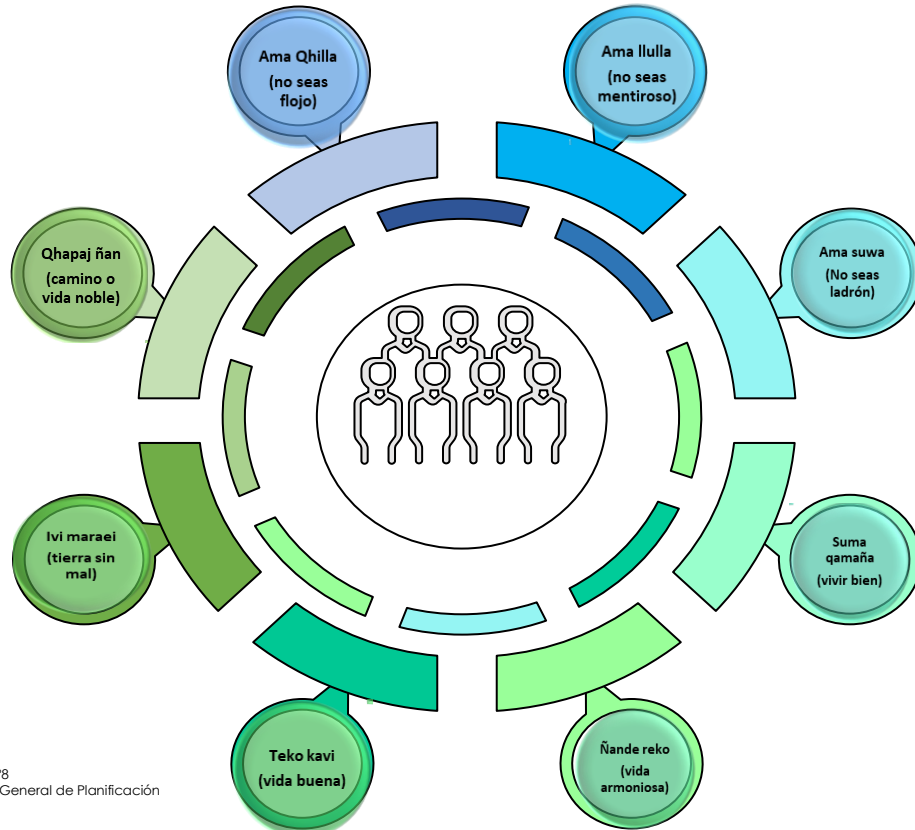 Ama Qhilla
(no seas
flojo)
Ama llulla
(no seas
mentiroso)
Qhapaj ñan
(camino o
vida noble)
Ama suwa
(No seas
ladrón)
Ivi maraei
(tierra sin
mal)
Suma
qamaña
(vivir bien)
Teko kavi
(vida buena)
Ñande reko
(vida
armoniosa)
8
General de Planificación